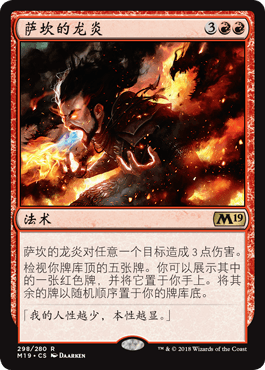 萨坎的龙炎 3
法术 M19
萨坎的龙炎对任意一个目标造成3点伤害。
检视你牌库顶的五张牌。你可以展示其中
的一张红色牌，并将它置于你手上。将其
余的牌以随机顺序置于你的牌库底。
「我的人性越少，本性越显。」
298/280 R
M19 • CS DAARKEN
™ & © 2018 Wizards of the Coast